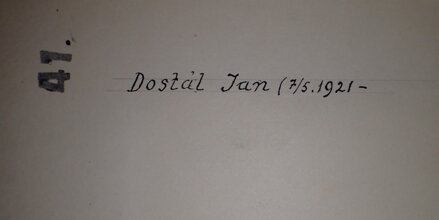 41.
Dostál Jan (7/5.1921-